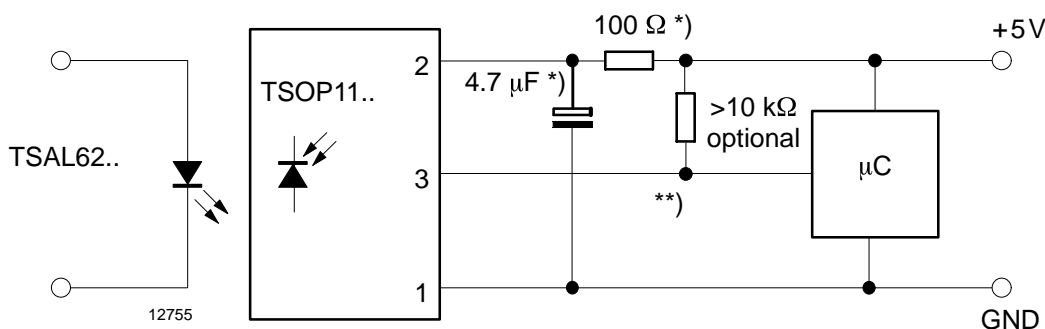 100 Ω *)
+5V
2
4.7 µF *)
TSOP11..
>10 kΩ
optional
TSAL62..
3
µC
**)
1
12755
GND